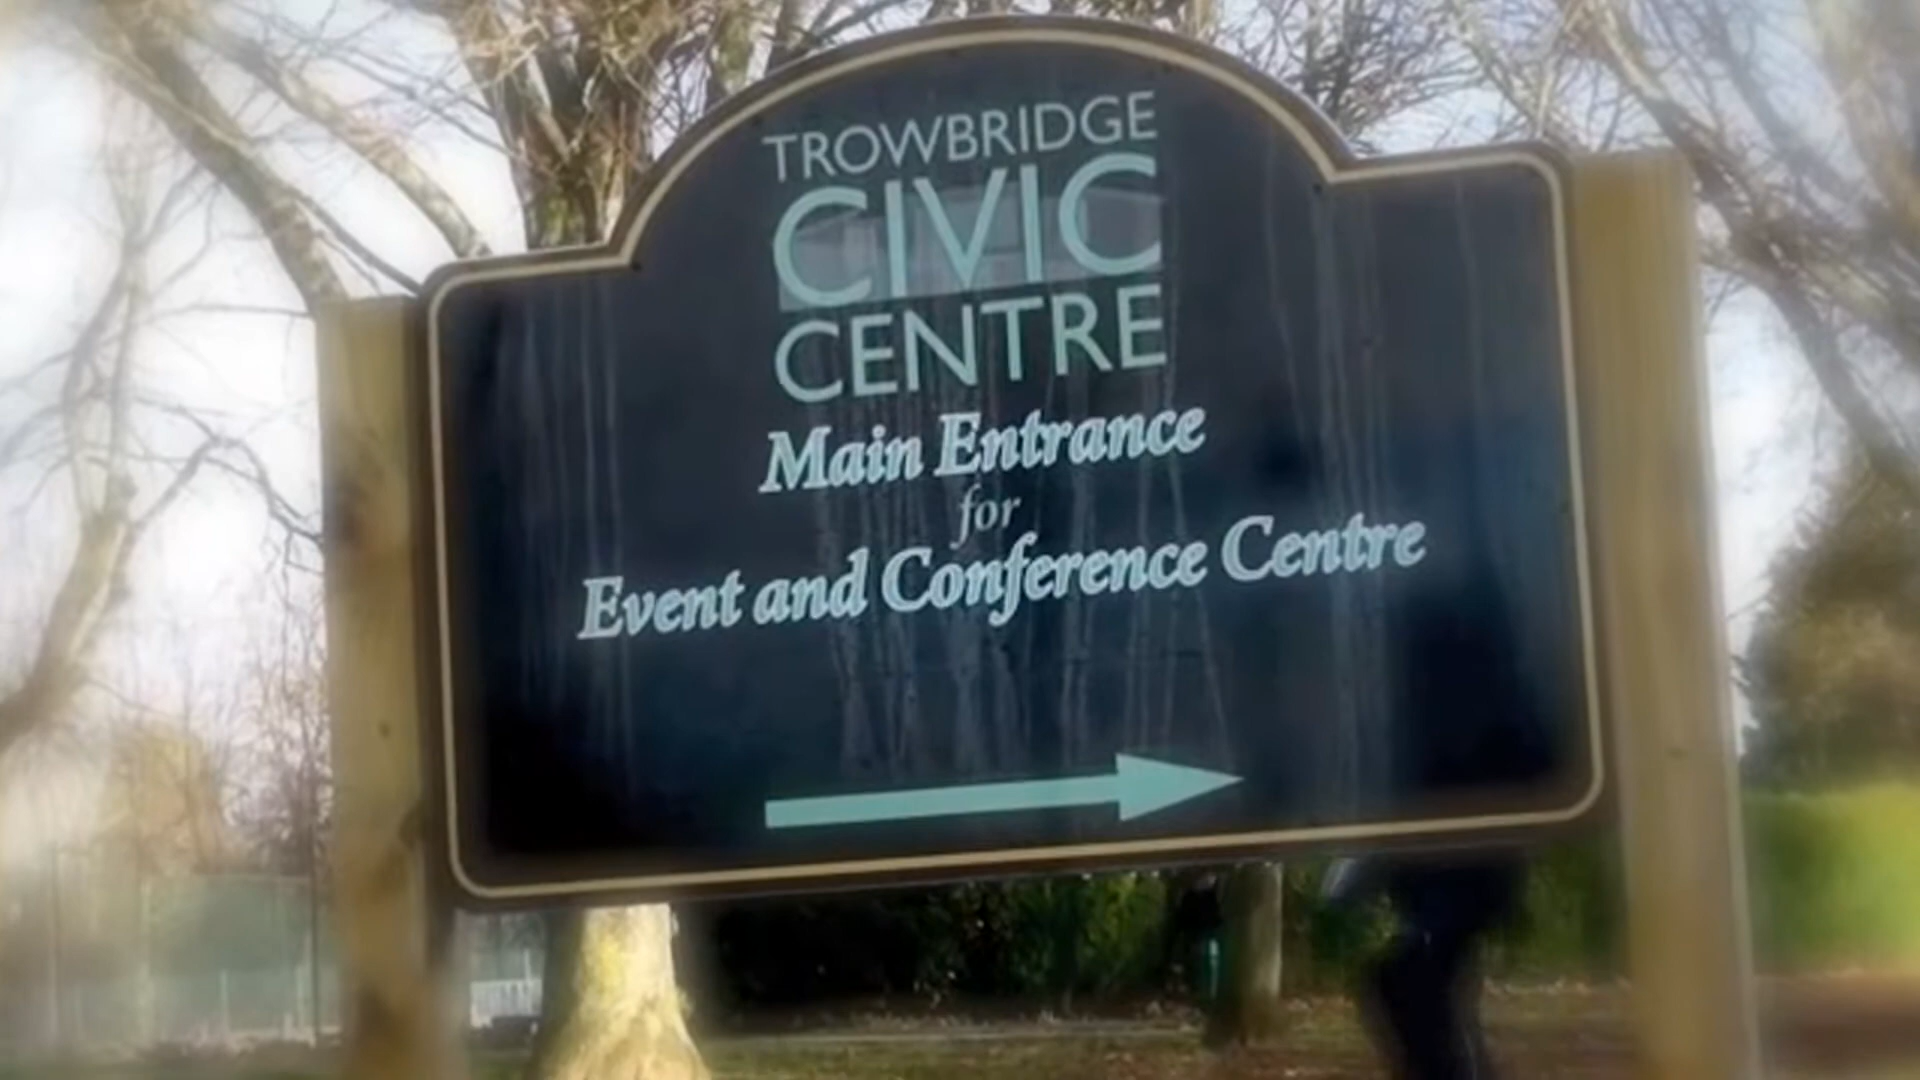 TROWBRIDGE
CIVIC
CENTRE
Main Entrance
for
Event and Conference Centre